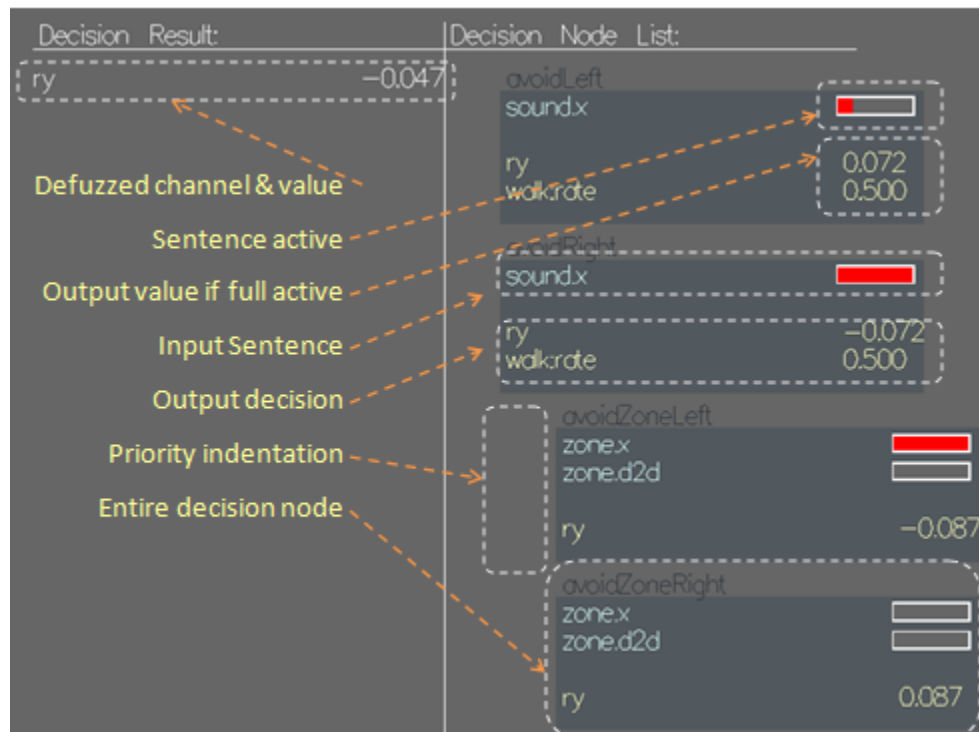 Decision Result:
Decision Node List:
ry -0.047
avoidLeft
sound.x
ry 0.072
walk:rate 0.500
Defuzzed channel & value
Sentence active
Output value if full active
Input Sentence
Output decision
Priority indentation
Entire decision node
avoidRight
sound.x
ry -0.072
walk:rate 0.500
avoidZoneLeft
zone.x
zone.d2d
ry -0.087
avoidZoneRight
zone.x
zone.d2d
ry 0.087